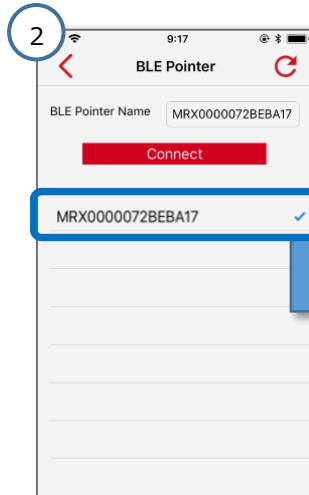 2
9:17
BLE Pointer
BLE Pointer Name MRX0000072BEBA17
Connect
MRX0000072BEBA17